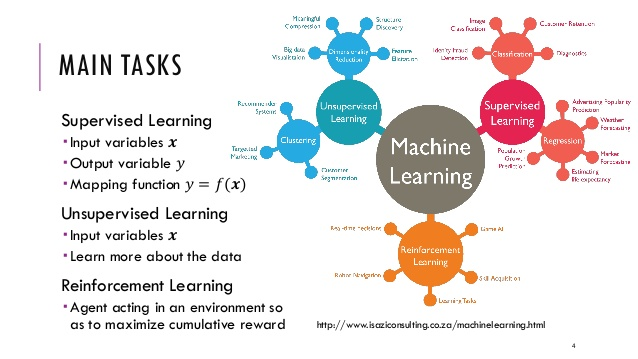 MAIN TASKS
Supervised Learning
Input variables x
Output variable y
Mapping function y = f(x)
Unsupervised Learning
Input variables x
Learn more about the data
Reinforcement Learning
Agent acting in an environment so
as to maximize cumulative reward
Meaningful
Compression
Structure
Discovery
Big data
Visualistaion
Dimensionality
Reduction
Feature
Elicitation
Recommender
Systems
Unsupervised
Learning
Clustering
Targeted
Marketing
Customer
Segmentation
Machine
Learning
Image
Classification
Customer Retention
Identity Fraud
Detection
Classification
Diagnostics
Supervised
Learning
Advertising Popularity
Prediction
Weather
Forecasting
Regression
Population
Growth
Prediction
Market
Forecasting
Estimating
life expectancy
Real-time decisions
Game AI
Reinforcement
Learning
Robot Navigation
Skill Acquisition
Learning Tasks
http://www.isaziconsulting.co.za/machinelearning.html
4